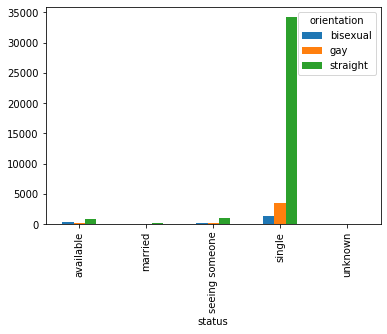 35000
30000
25000
20000
15000
10000
5000
0
orientation
bisexual
gay
straight
available
married
seeing someone
single
unknown
status